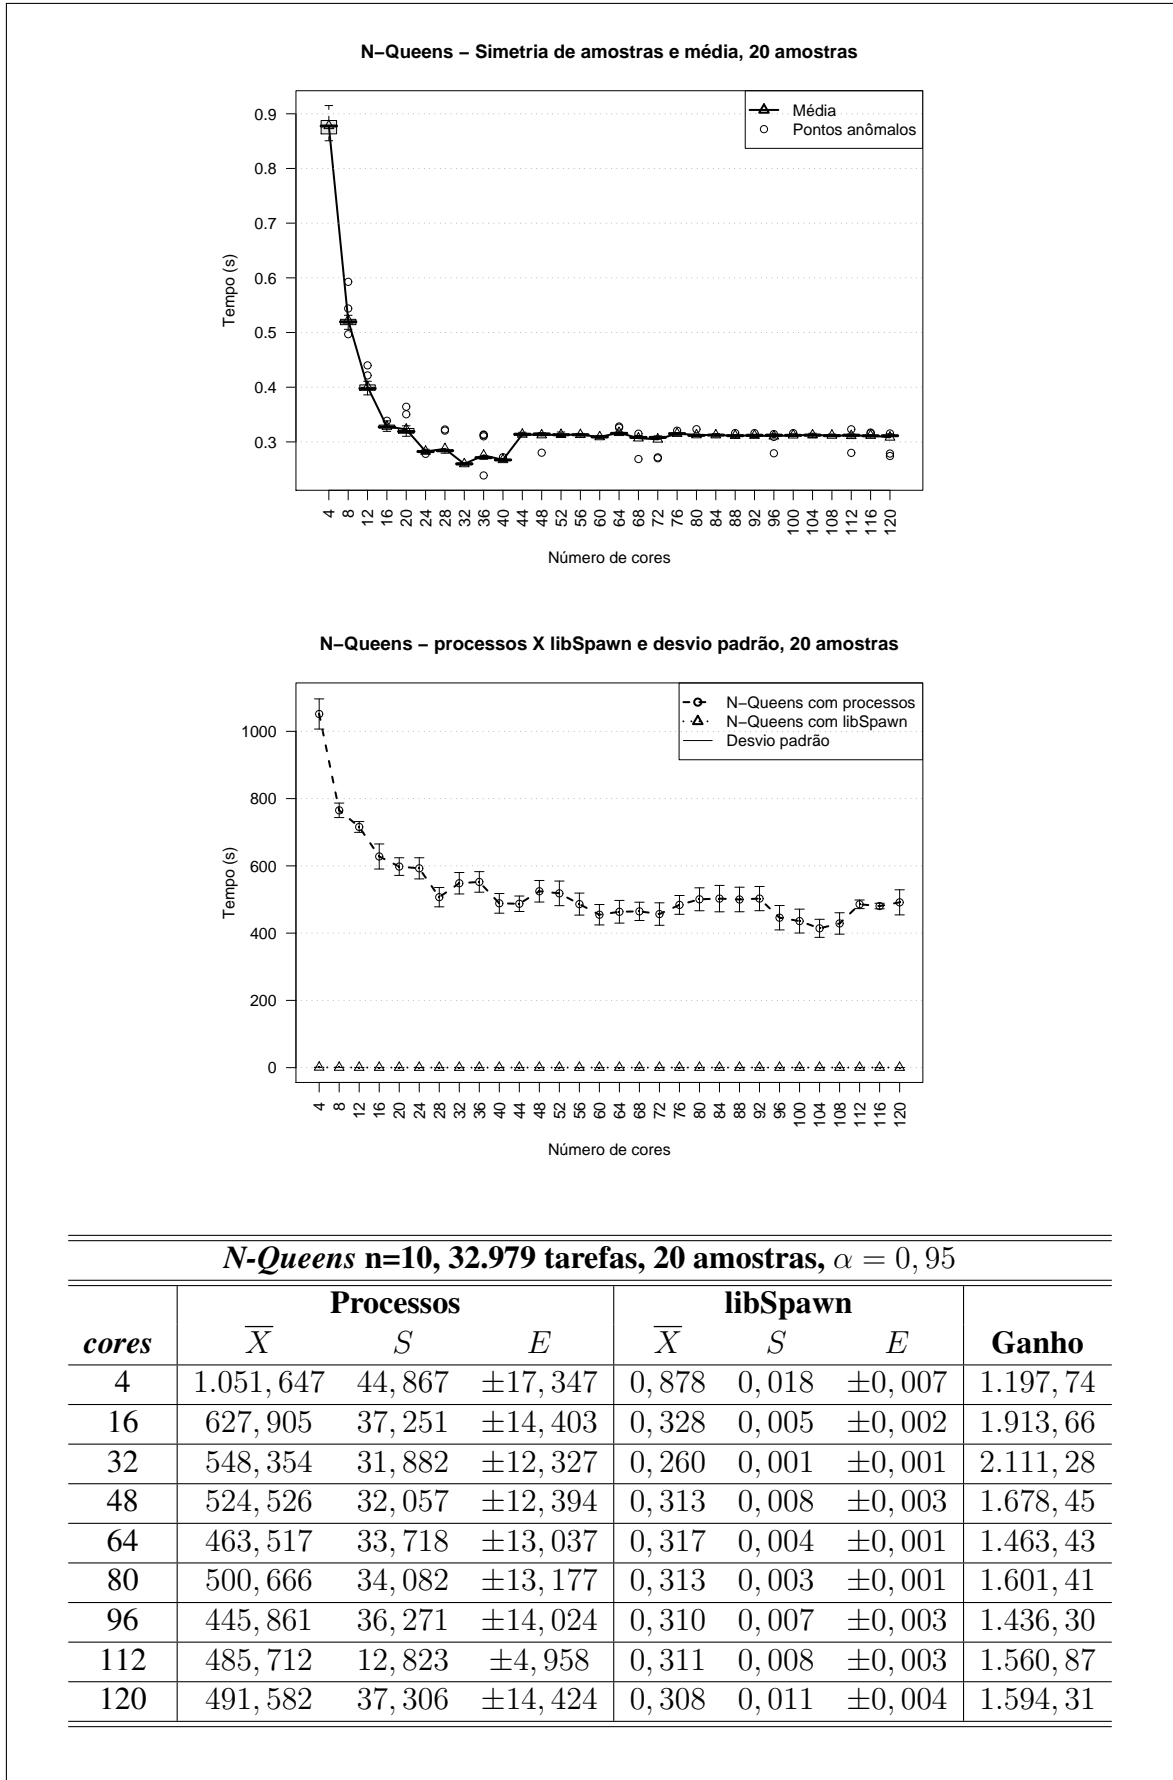 N−Queens − Simetria de amostras e média, 20 amostras
Média
Pontos anômalos
0.9
0.8
0.7
0.6
0.5
0.4
0.3
Tempo (s)
4 8 12 16 20 24 28 32 36 40 44 48 52 56 60 64 68 72 76 80 84 88 92 96 100 104 108 112 116 120
Número de cores
N−Queens − processos X libSpawn e desvio padrão, 20 amostras
N−Queens com processos
N−Queens com libSpawn
Desvio padrão
1000
800
600
400
200
0
Tempo (s)
4 8 12 16 20 24 28 32 36 40 44 48 52 56 60 64 68 72 76 80 84 88 92 96 100 104 108 112 116 120
Número de cores
N-Queens n=10, 32.979 tarefas, 20 amostras, α = 0, 95
Processos libSpawn
cores X̅ S E X̅ S E Ganho
4 1.051, 647 44, 867 ±17, 347 0, 878 0, 018 ±0, 007 1.197, 74
16 627, 905 37, 251 ±14, 403 0, 328 0, 005 ±0, 002 1.913, 66
32 548, 354 31, 882 ±12, 327 0, 260 0, 001 ±0, 001 2.111, 28
48 524, 526 32, 057 ±12, 394 0, 313 0, 008 ±0, 003 1.678, 45
64 463, 517 33, 718 ±13, 037 0, 317 0, 004 ±0, 001 1.463, 43
80 500, 666 34, 082 ±13, 177 0, 313 0, 003 ±0, 001 1.601, 41
96 445, 861 36, 271 ±14, 024 0, 310 0, 007 ±0, 003 1.436, 30
112 485, 712 12, 823 ±4, 958 0, 311 0, 008 ±0, 003 1.560, 87
120 491, 582 37, 306 ±14, 424 0, 308 0, 011 ±0, 004 1.594, 31